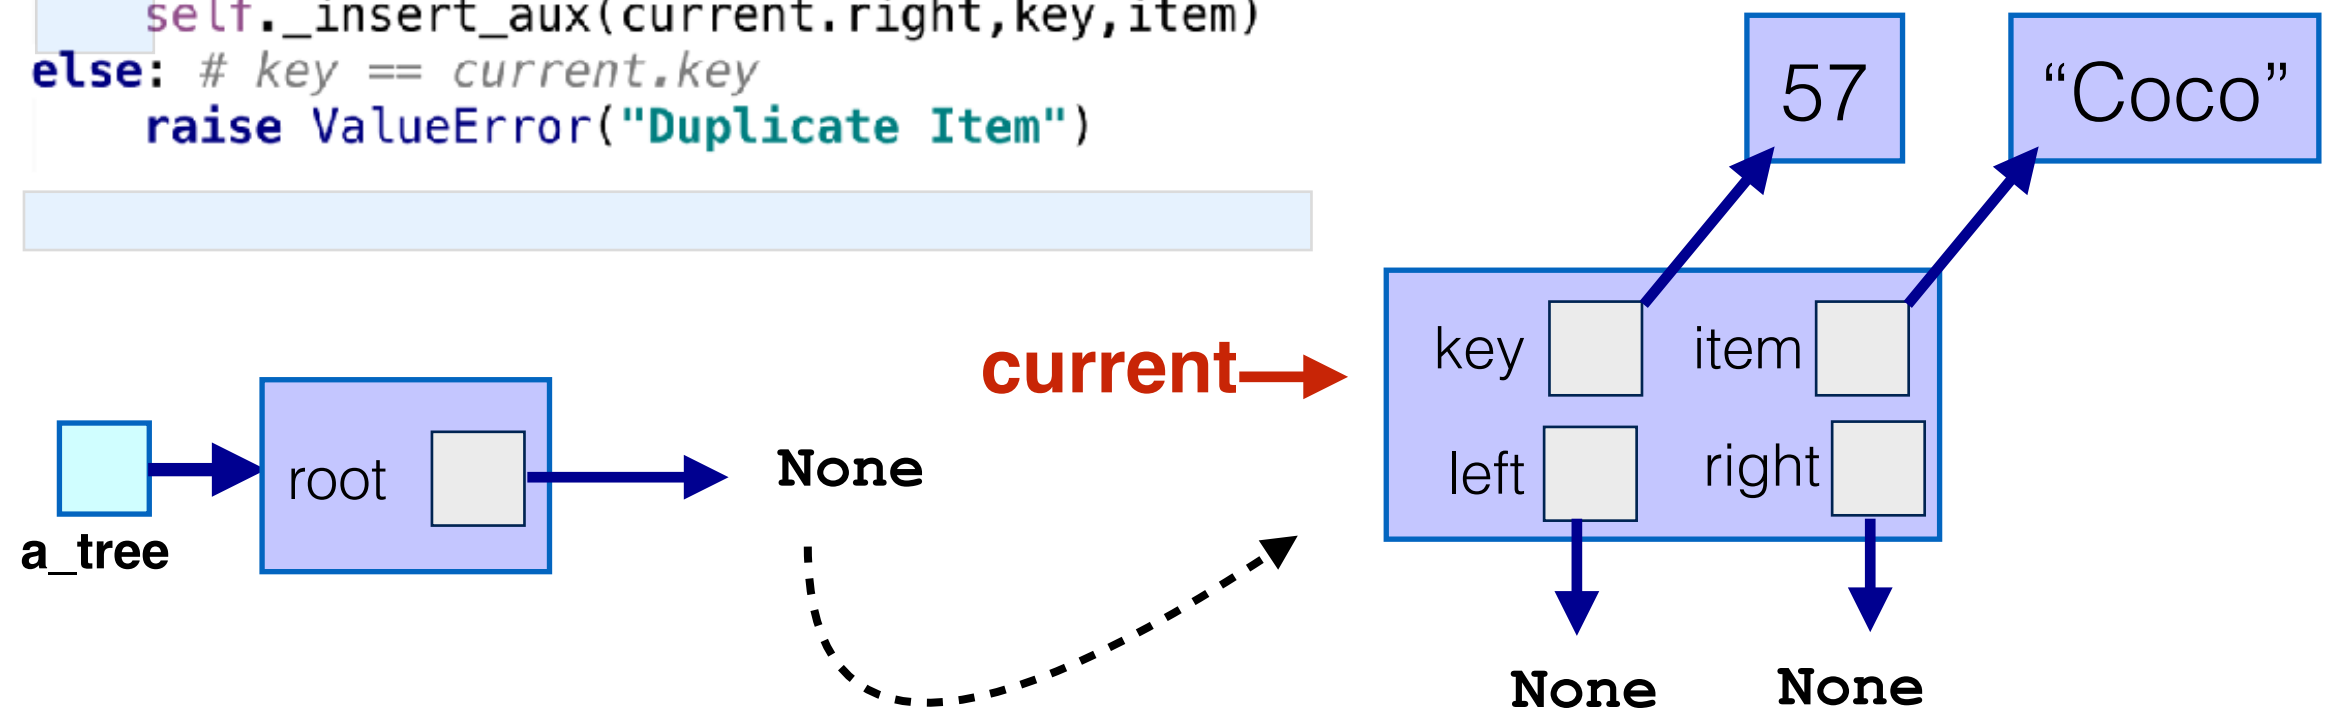 self._insert_aux(current.right,key,item)
else: # key == current.key
raise ValueError("Duplicate Item")
57
“Coco”
current
key
item
left
right
root
None
a_tree
None
None